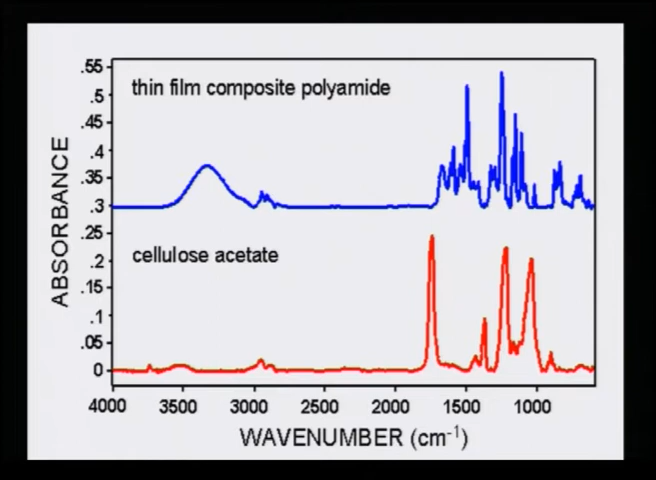 .55
thin film composite polyamide
.5
.45
.4
.35
.3
.25
cellulose acetate
.2
.15
.1
.05
0
ABSORBANCE
4000 3500 3000 2500 2000 1500 1000
WAVENUMBER (cm-1)